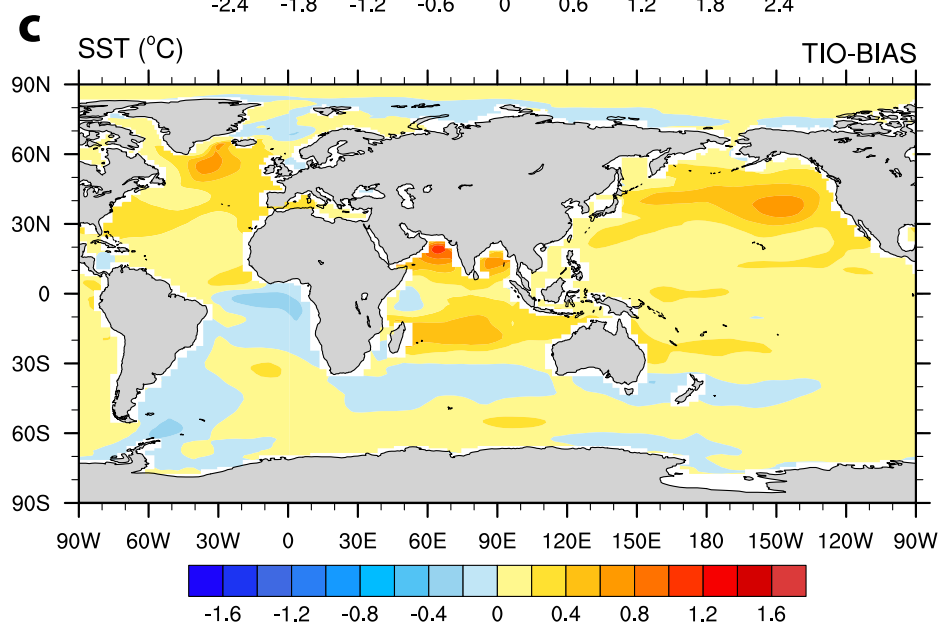 -2.4 -1.8 -1.2 -0.6 0 0.6 1.2 1.8 2.4
c
SST (°C) TIO-BIAS
90N
60N
30N
0
30S
60S
90S
90W 60W 30W 0 30E 60E 90E 120E 150E 180 150W 120W 90W
-1.6 -1.2 -0.8 -0.4 0 0.4 0.8 1.2 1.6